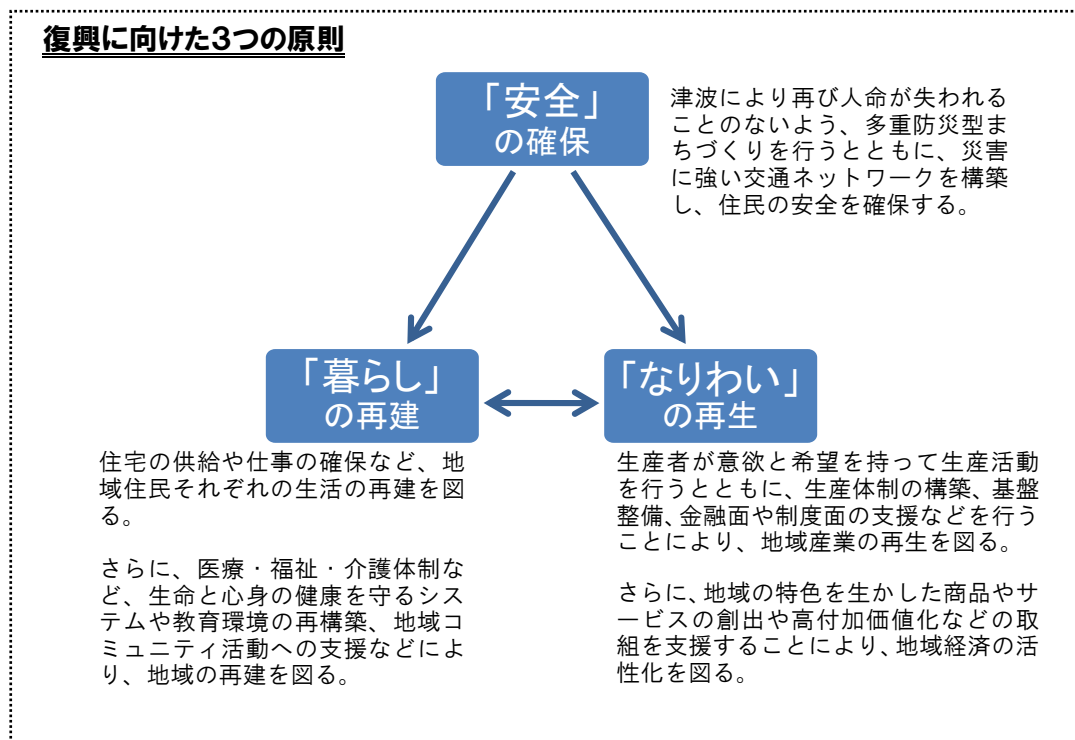 復興に向けた3つの原則
「安全」
の確保
津波により再び人命が失われる
ことのないよう、多重防災型ま
ちづくりを行うとともに、災害
に強い交通ネットワークを構築
し、住民の安全を確保する。
「暮らし」
の再建
「なりわい」
の再生
住宅の供給や仕事の確保など、地
域住民それぞれの生活の再建を図
る。
さらに、医療・福祉・介護体制な
ど、生命と心身の健康を守るシス
テムや教育環境の再構築、地域コ
ミュニティ活動への支援などによ
り、地域の再建を図る。
生産者が意欲と希望を持って生産活動
を行うとともに、生産体制の構築、基盤
整備、金融面や制度面の支援などを行う
ことにより、地域産業の再生を図る。
さらに、地域の特色を生かした商品やサ
ービスの創出や高付加価値化などの取
組を支援することにより、地域経済の活
性化を図る。